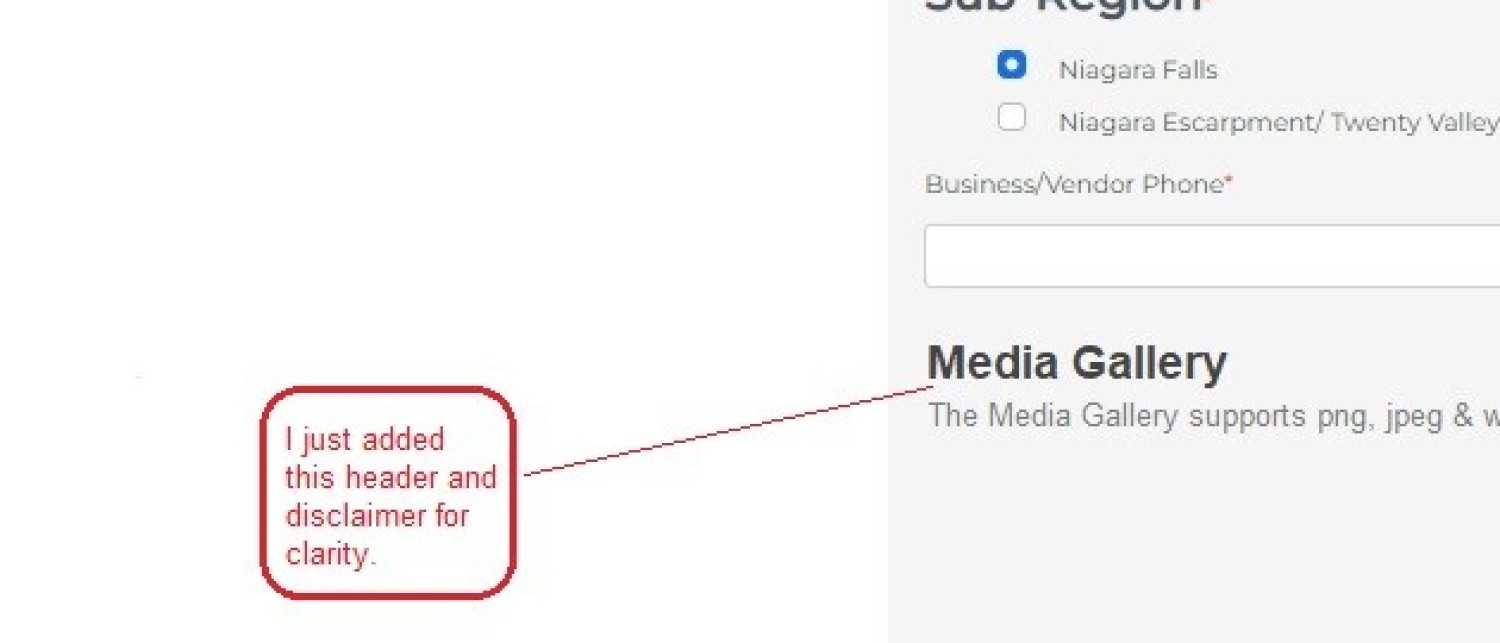 Sub-Region*
Niagara Falls
Niagara Escarpment/ Twenty Valley
Business/Vendor Phone*
Media Gallery
The Media Gallery supports png, jpeg &
I just added
this header and
disclaimer for
clarity.